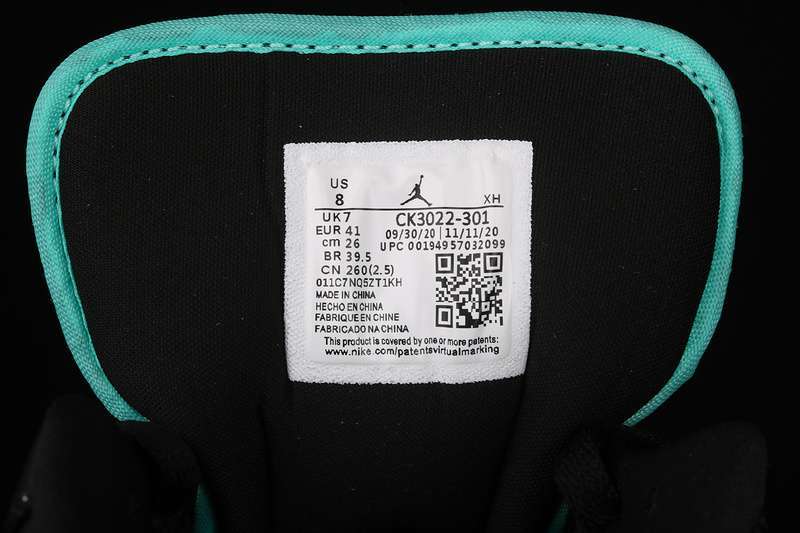 US
8
XH
UK 7
CK3022-301
EUR 41
09/30/20 | 11/11/20
cm 26
UPC 00194957032099
BR 39.5
CN 260(2.5)
011C7NQ5ZT1KH
MADE IN CHINA
HECHO EN CHINA
FABRIQUE EN CHINE
FABRICADO NA CHINA
This product is covered by one or more patents:
www.nike.com/patentsvirtualmarking